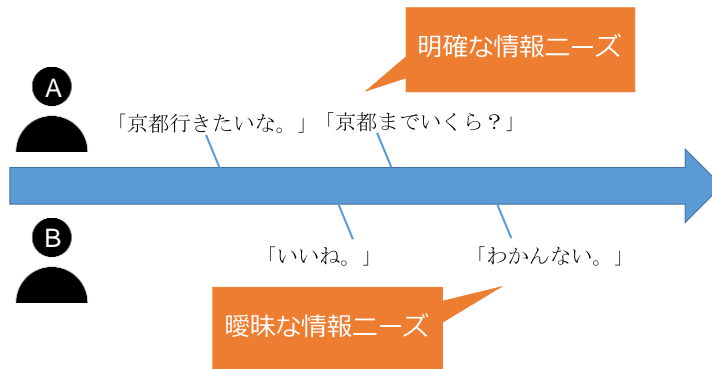 明確な情報ニーズ
A
「京都行きたいな。」「京都までいくら？」
B
「いいね。」 「わかんない。」
曖昧な情報ニーズ